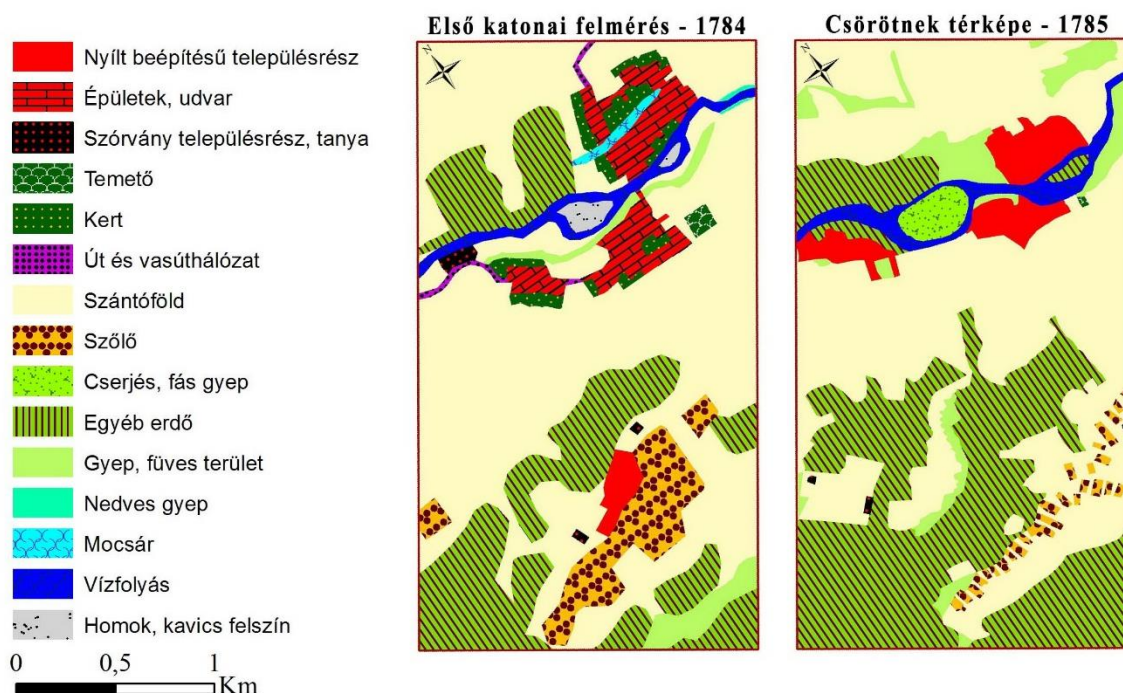 Első katonai felmérés - 1784
Csörötnek térképe - 1785
N
N
Nyílt beépítésű településrész
Épületek, udvar
Szórvány településrész, tanya
Temető
Kert
Út és vasúthálózat
Szántóföld
Szőlő
Cserjés, fás gyep
Egyéb erdő
Gyep, füves terület
Nedves gyep
Mocsár
Vízfolyás
Homok, kavics felszín
0 0,5 1
Km